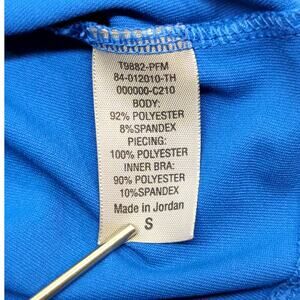 T9882-PFM
84-012010-TH
000000-C210
BODY:
92% POLYESTER
8%SPANDEX
PIECING:
100% POLYESTER
INNER BRA:
90% POLYESTER
10%SPANDEX
Made in Jordan
S